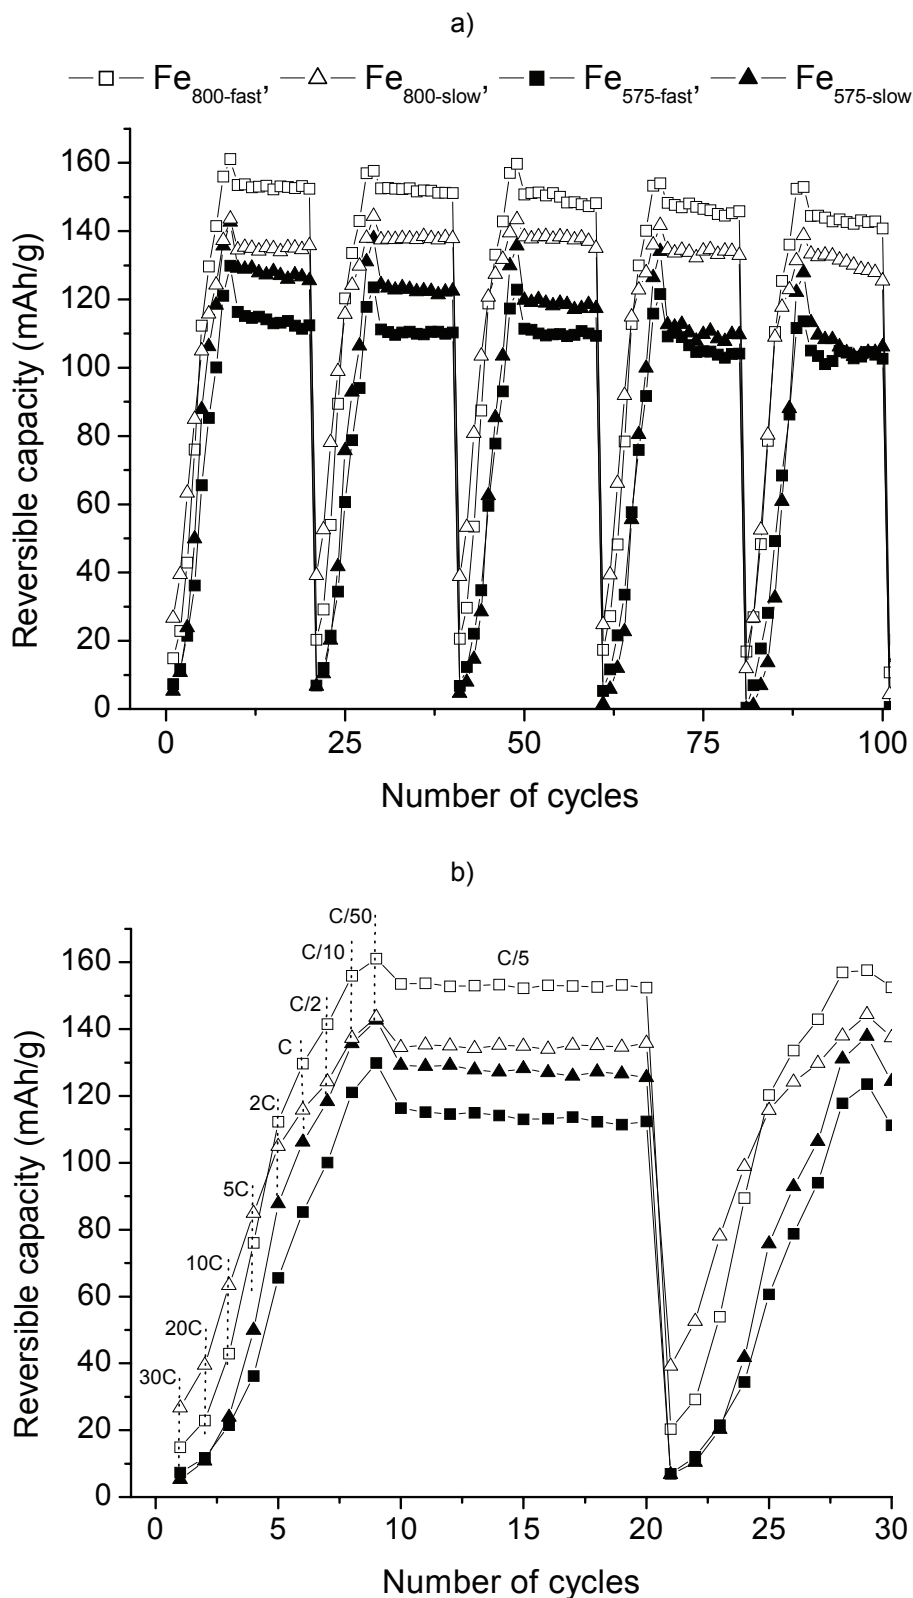 a)
Fe800-fast, Fe800-slow, Fe575-fast, Fe575-slow
160
140
120
100
80
60
40
20
0
Reversible capacity (mAh/g)
0 25 50 75 100
Number of cycles
b)
C/50
C/10
C/5
C/2
C
2C
5C
10C
20C
30C
160
140
120
100
80
60
40
20
0
Reversible capacity (mAh/g)
0 5 10 15 20 25 30
Number of cycles